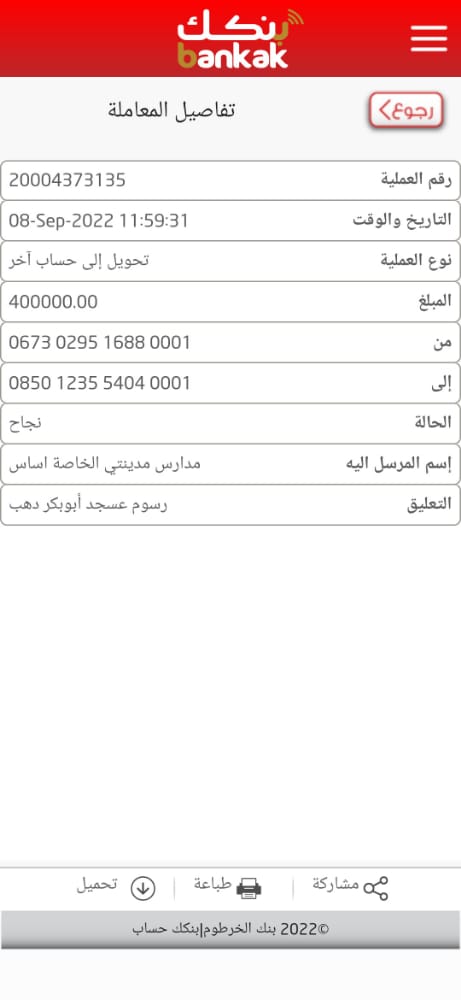 بنكك
bankak
رجوع
تفاصيل المعاملة
رقم العملية 20004373135
التاريخ والوقت 08-Sep-2022 11:59:31
نوع العملية تحويل إلى حساب آخر
المبلغ 400000.00
من 0673 0295 1688 0001
إلى 0850 1235 5404 0001
الحالة نجاح
إسم المرسل اليه مدارس مدينتي الخاصة اساس
التعليق رسوم عسجد أبوبكر دهب
مشاركة | طباعة | تحميل
©2022 بنك الخرطوم|بنكك حساب